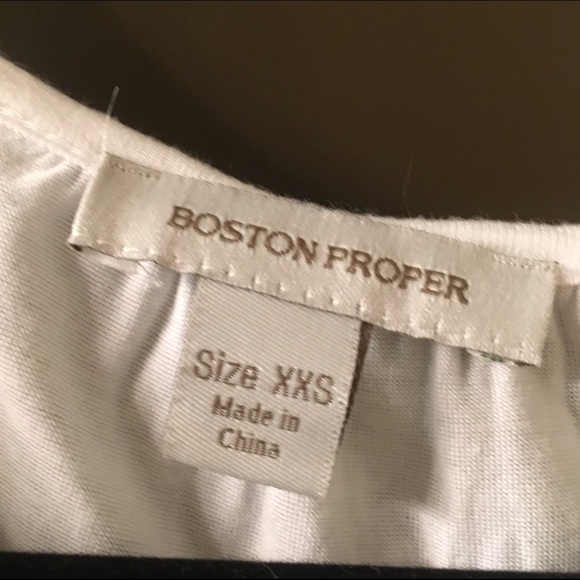 BOSTON PROPER
Size XXS
Made in
China